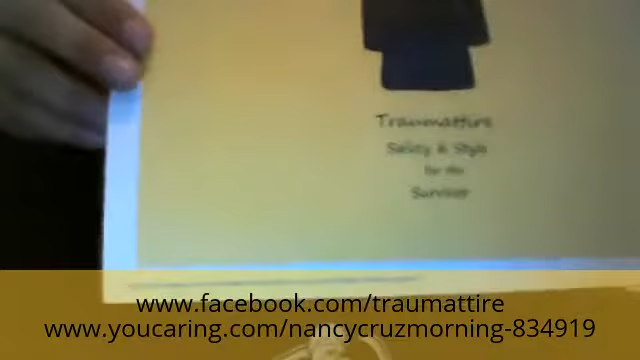 Traumattire
Safety & Style
for the
Survivor
www.facebook.com/traumattire
www.youcaring.com/nancycruzmorning-834919